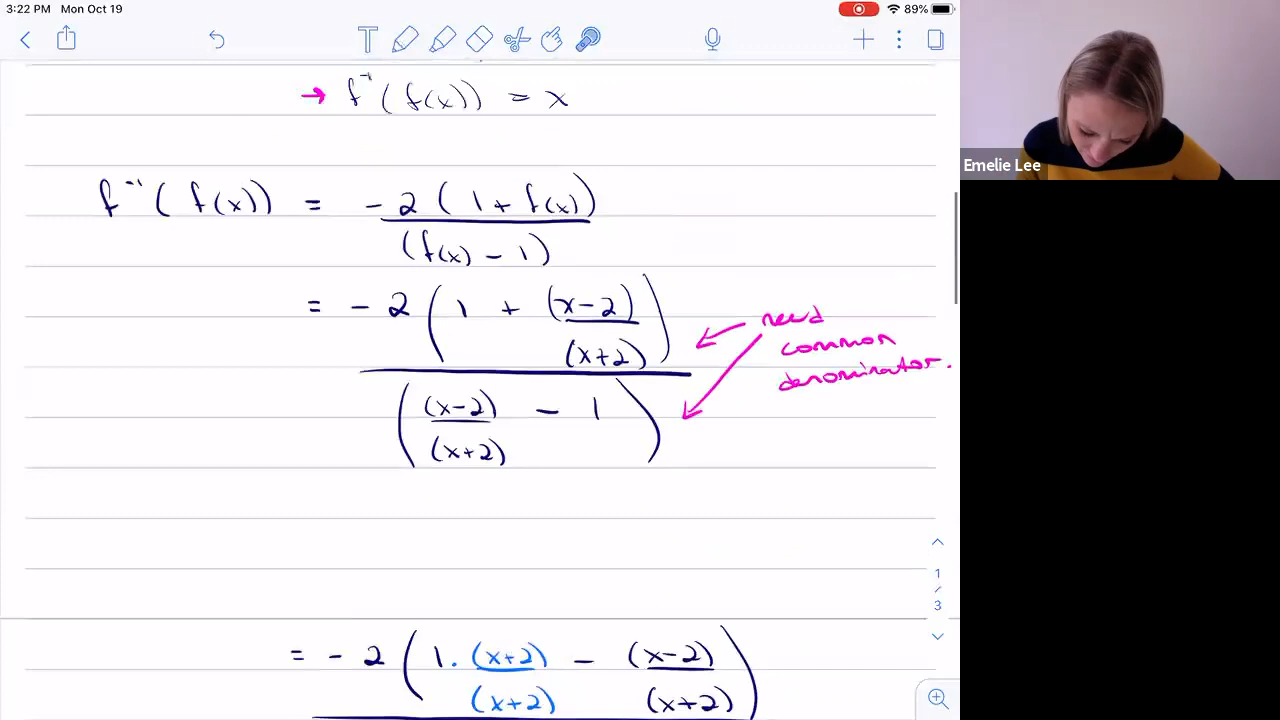 3:22 PM Mon Oct 19
89%
→ f⁻¹(f(x)) = x
f⁻¹(f(x)) = -2(1 + f(x))
(f(x) - 1)
= -2(1 + (x-2)
(x+2))
((x-2) - 1)
(x+2)
need
common
denominator.
1
/
3
= -2(1·(x+2) - (x-2))
(x+2) (x+2)
Emelie Lee